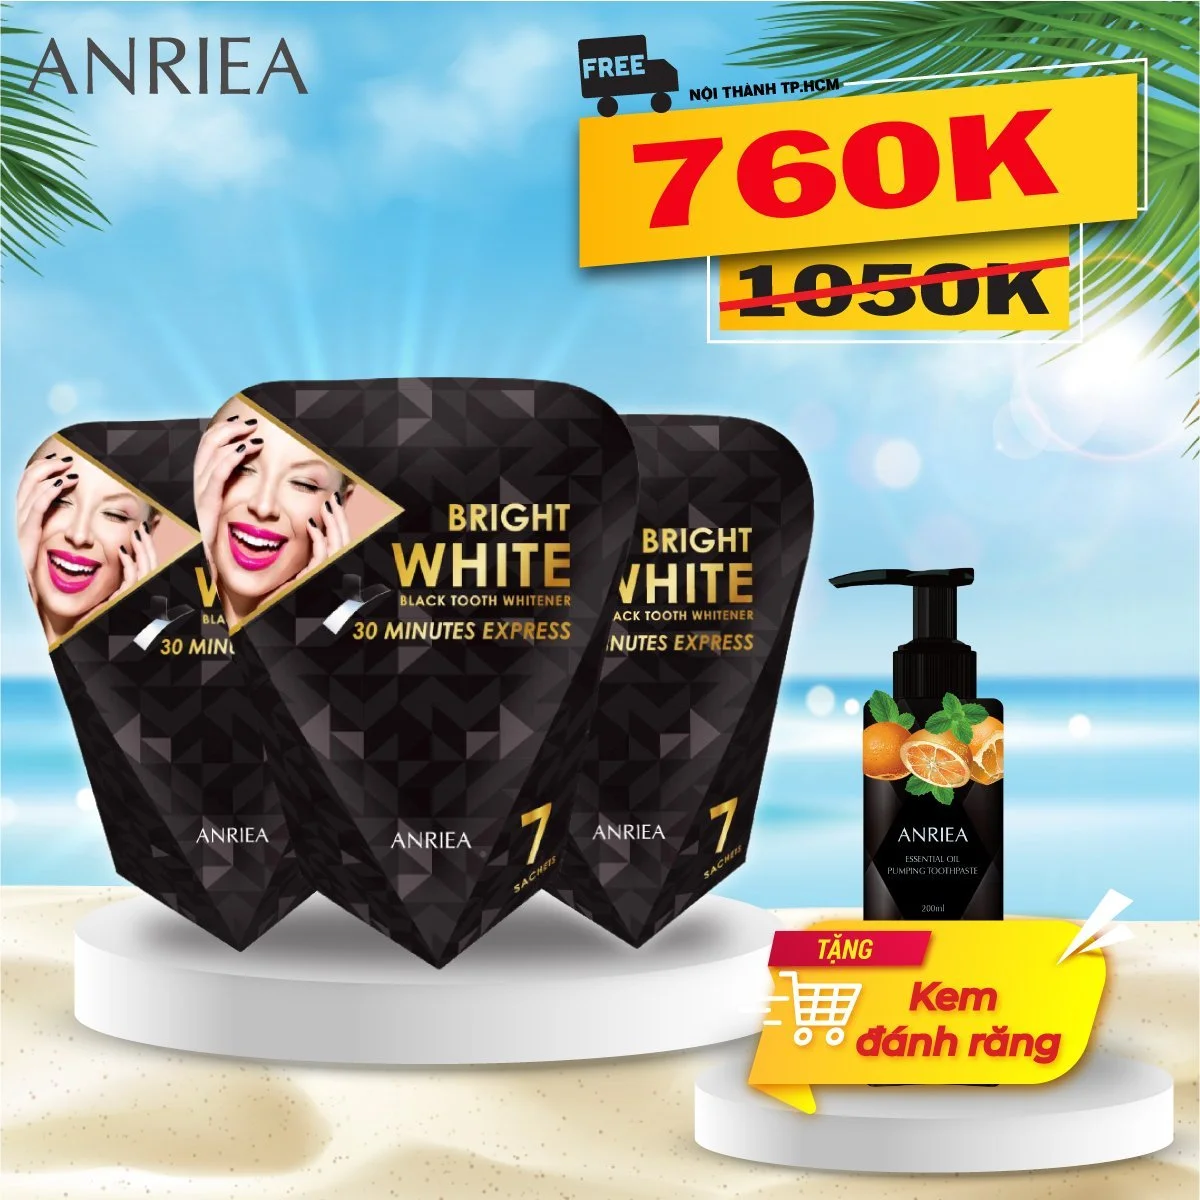 ANRIEA
FREE
NỘI THÀNH TP.HCM
760K
1050K
BRIGHT
WHITE
BLACK TOOTH WHITENER
30 MINUTES EXPRESS
ANRIEA
7
SACHETS
W
BLA
30 MINU
ANRIEA
BRIGHT
WHITE
LACK TOOTH WHITENER
INUTES EXPRESS
ANRIEA
7
SACHETS
ANRIEA
ESSENTIAL OIL
PUMPING TOOTHPASTE
200ml
TẶNG
Kem
đánh răng